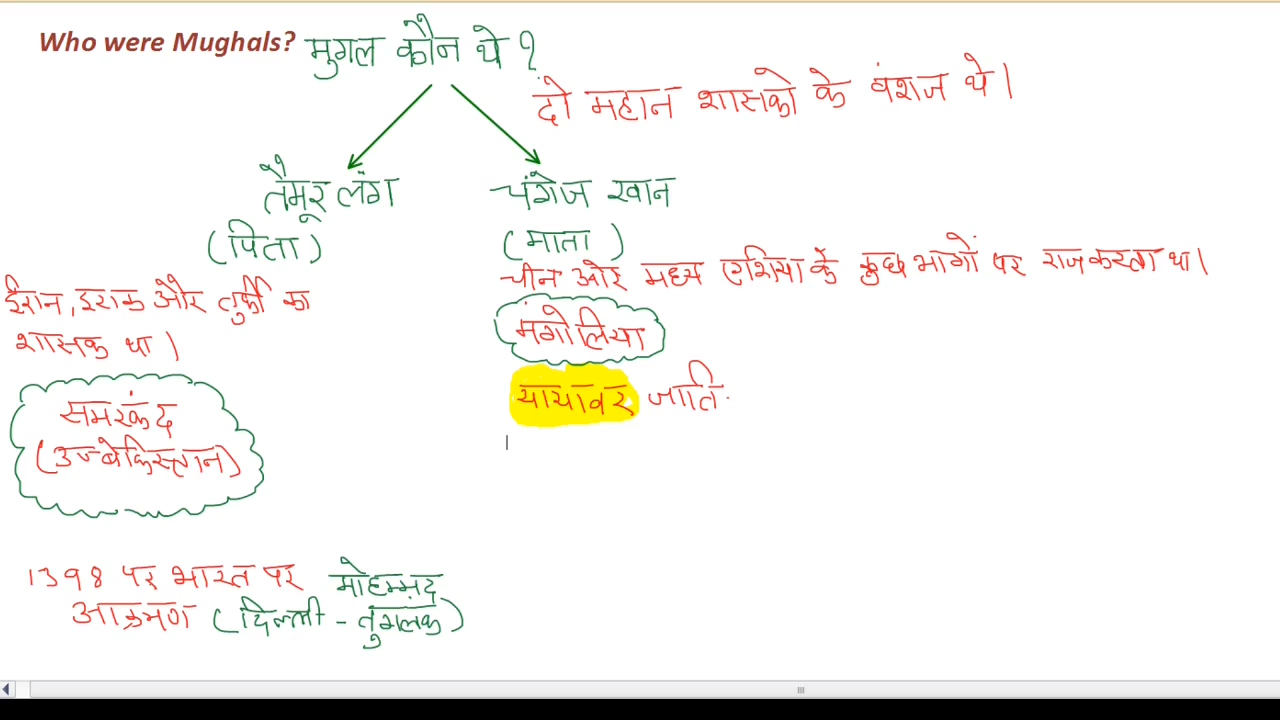 Who were Mughals? मुगल कौन थे ?
दो महान शासको के वंशज थे।
तैमूर लंग
(पिता)
ईरान, इराक और तुर्की का
शासक था।
समरकंद
(उज्बेकिस्तान)
1398 पर भारत पर
आक्रमण (दिल्ली - मोहम्मद तुगलक)
चंगेज खान
(माता)
चीन और मध्य एशिया के कुछ भागों पर राज करता था।
मंगोलिया
यायावर जाति